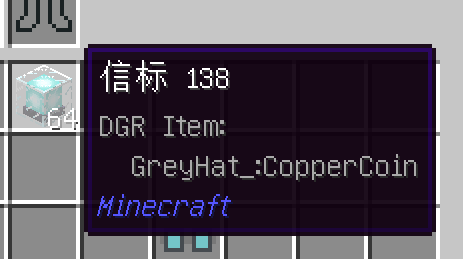 信标 138
DGR Item:
GreyHat_:CopperCoin
Minecraft
64